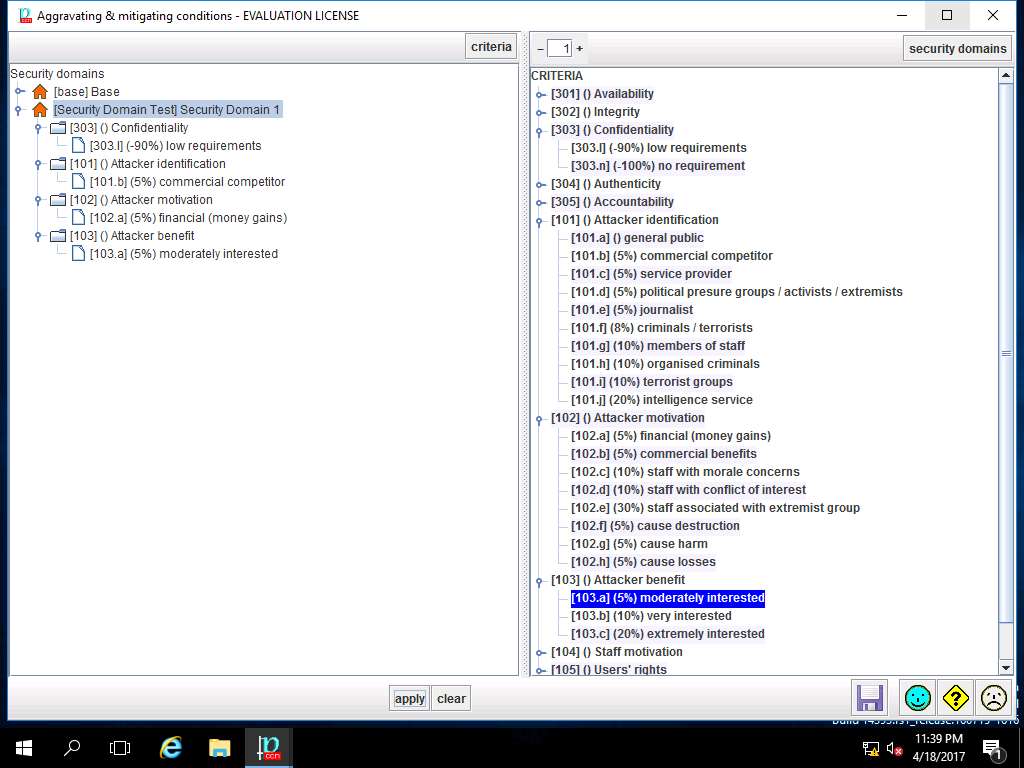 Aggravating & mitigating conditions - EVALUATION LICENSE
criteria
Security domains
[base] Base
[Security Domain Test] Security Domain 1
[303] () Confidentiality
[303.l] (-90%) low requirements
[101] () Attacker identification
[101.b] (5%) commercial competitor
[102] () Attacker motivation
[102.a] (5%) financial (money gains)
[103] () Attacker benefit
[103.a] (5%) moderately interested
– 1 +
security domains
CRITERIA
[301] () Availability
[302] () Integrity
[303] () Confidentiality
[303.l] (-90%) low requirements
[303.n] (-100%) no requirement
[304] () Authenticity
[305] () Accountability
[101] () Attacker identification
[101.a] () general public
[101.b] (5%) commercial competitor
[101.c] (5%) service provider
[101.d] (5%) political presure groups / activists / extremists
[101.e] (5%) journalist
[101.f] (8%) criminals / terrorists
[101.g] (10%) members of staff
[101.h] (10%) organised criminals
[101.i] (10%) terrorist groups
[101.j] (20%) intelligence service
[102] () Attacker motivation
[102.a] (5%) financial (money gains)
[102.b] (5%) commercial benefits
[102.c] (10%) staff with morale concerns
[102.d] (10%) staff with conflict of interest
[102.e] (30%) staff associated with extremist group
[102.f] (5%) cause destruction
[102.g] (5%) cause harm
[102.h] (5%) cause losses
[103] () Attacker benefit
[103.a] (5%) moderately interested
[103.b] (10%) very interested
[103.c] (20%) extremely interested
[104] () Staff motivation
[105] () Users' rights
apply clear
11:39 PM
4/18/2017
1